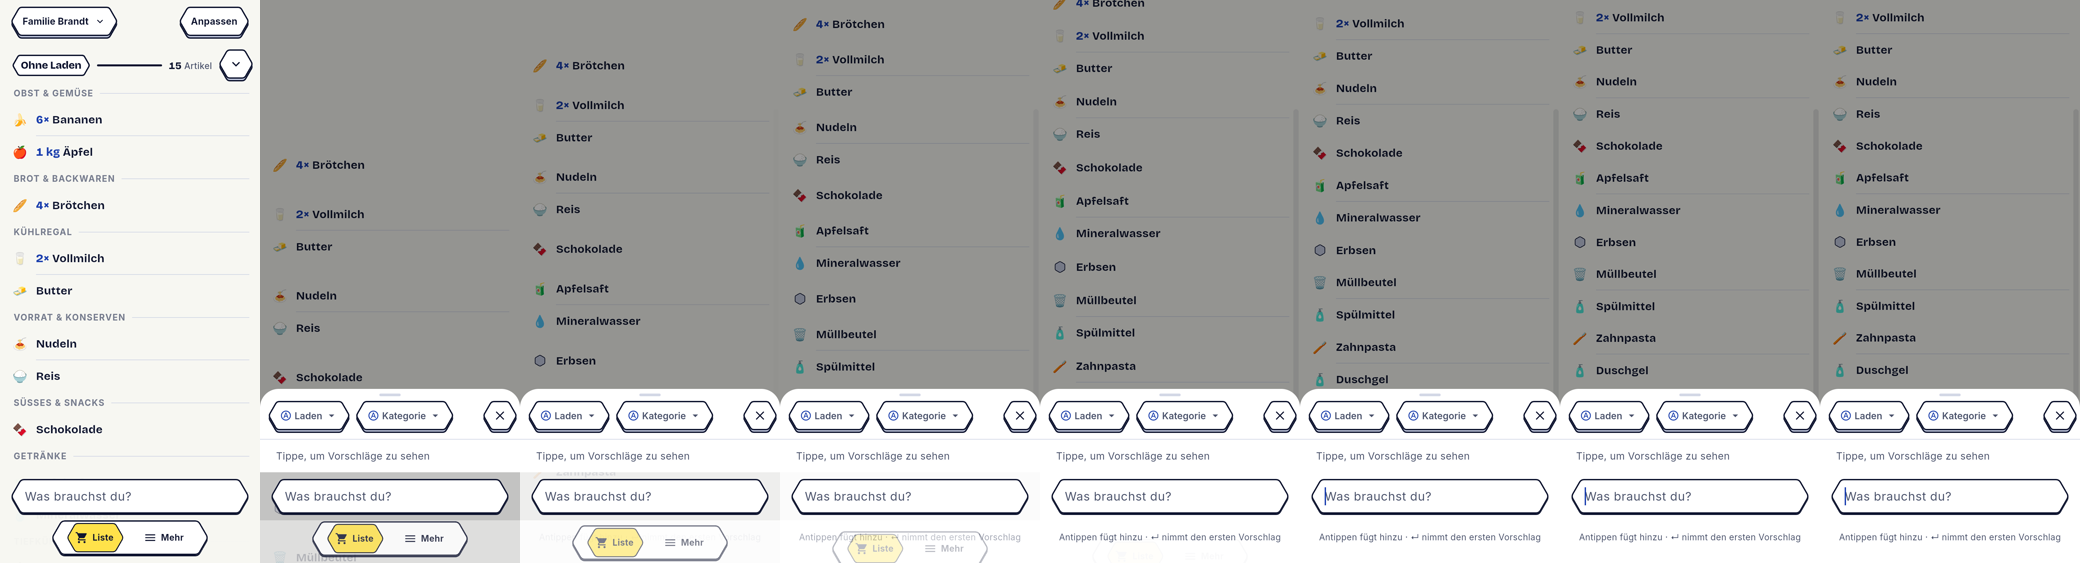 Familie Brandt
Anpassen
Ohne Laden
15 Artikel
OBST & GEMÜSE
6× Bananen
1 kg Äpfel
BROT & BACKWAREN
4× Brötchen
KÜHLREGAL
2× Vollmilch
Butter
VORRAT & KONSERVEN
Nudeln
Reis
SÜSSES & SNACKS
Schokolade
GETRÄNKE
Was brauchst du?
Liste
Mehr
4× Brötchen
2× Vollmilch
Butter
Nudeln
Reis
Schokolade
Laden
Kategorie
Tippe, um Vorschläge zu sehen
Was brauchst du?
Liste
Mehr
Müllbeutel
4× Brötchen
2× Vollmilch
Butter
Nudeln
Reis
Schokolade
Apfelsaft
Mineralwasser
Erbsen
Laden
Kategorie
Tippe, um Vorschläge zu sehen
Zahnpasta
Was brauchst du?
Liste
Mehr
4× Brötchen
2× Vollmilch
Butter
Nudeln
Reis
Schokolade
Apfelsaft
Mineralwasser
Erbsen
Müllbeutel
Spülmittel
Laden
Kategorie
Tippe, um Vorschläge zu sehen
Was brauchst du?
Antippen fügt hinzu · ↵ nimmt den ersten Vorschlag
Liste
Mehr
4× Brötchen
2× Vollmilch
Butter
Nudeln
Reis
Schokolade
Apfelsaft
Mineralwasser
Erbsen
Müllbeutel
Spülmittel
Zahnpasta
Laden
Kategorie
Tippe, um Vorschläge zu sehen
Was brauchst du?
Antippen fügt hinzu · ↵ nimmt den ersten Vorschlag
2× Vollmilch
Butter
Nudeln
Reis
Schokolade
Apfelsaft
Mineralwasser
Erbsen
Müllbeutel
Spülmittel
Zahnpasta
Duschgel
Laden
Kategorie
Tippe, um Vorschläge zu sehen
Was brauchst du?
Antippen fügt hinzu · ↵ nimmt den ersten Vorschlag
2× Vollmilch
Butter
Nudeln
Reis
Schokolade
Apfelsaft
Mineralwasser
Erbsen
Müllbeutel
Spülmittel
Zahnpasta
Duschgel
Laden
Kategorie
Tippe, um Vorschläge zu sehen
Was brauchst du?
Antippen fügt hinzu · ↵ nimmt den ersten Vorschlag
2× Vollmilch
Butter
Nudeln
Reis
Schokolade
Apfelsaft
Mineralwasser
Erbsen
Müllbeutel
Spülmittel
Zahnpasta
Duschgel
Laden
Kategorie
Tippe, um Vorschläge zu sehen
Was brauchst du?
Antippen fügt hinzu · ↵ nimmt den ersten Vorschlag